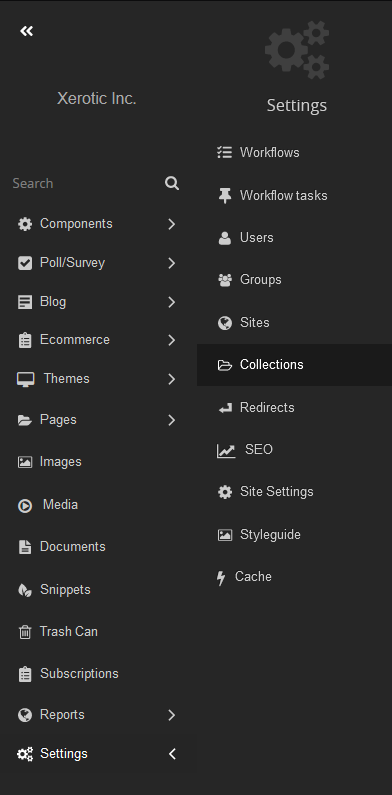 Xerotic Inc.
Search
Components
Poll/Survey
Blog
Ecommerce
Themes
Pages
Images
Media
Documents
Snippets
Trash Can
Subscriptions
Reports
Settings
Settings
Workflows
Workflow tasks
Users
Groups
Sites
Collections
Redirects
SEO
Site Settings
Styleguide
Cache